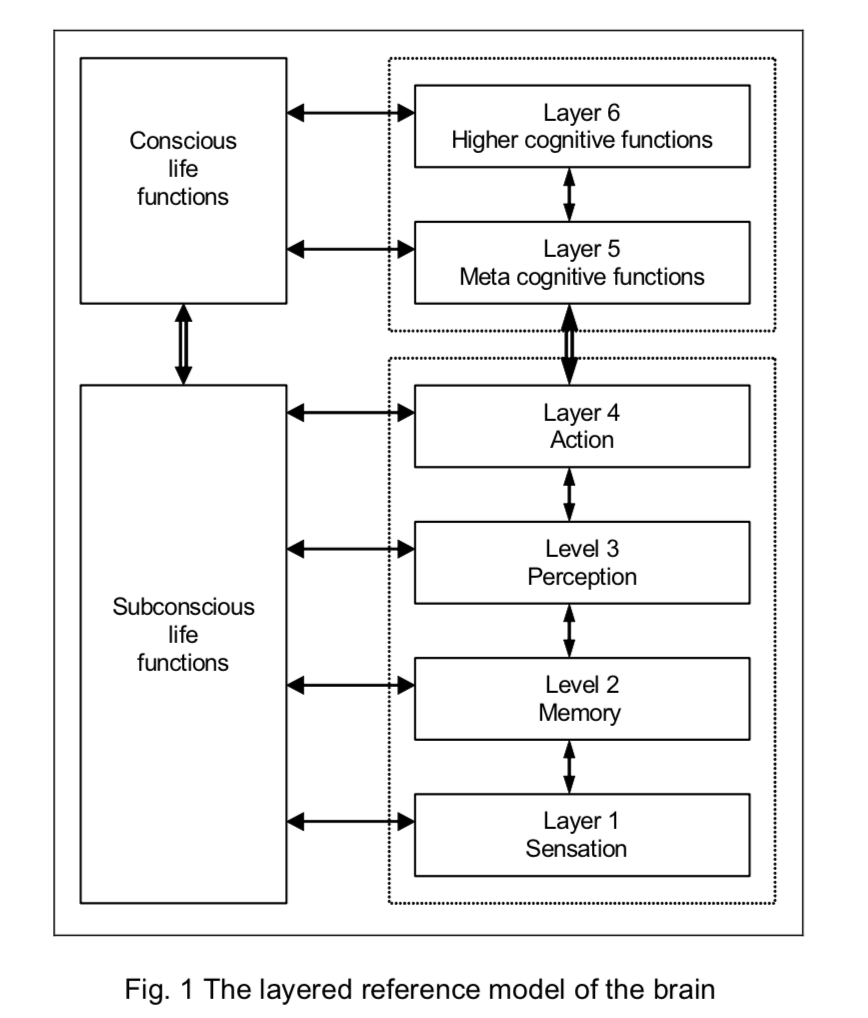 Conscious
life
functions
Layer 6
Higher cognitive functions
Layer 5
Meta cognitive functions
Subconscious
life
functions
Layer 4
Action
Level 3
Perception
Level 2
Memory
Layer 1
Sensation
Fig. 1 The layered reference model of the brain